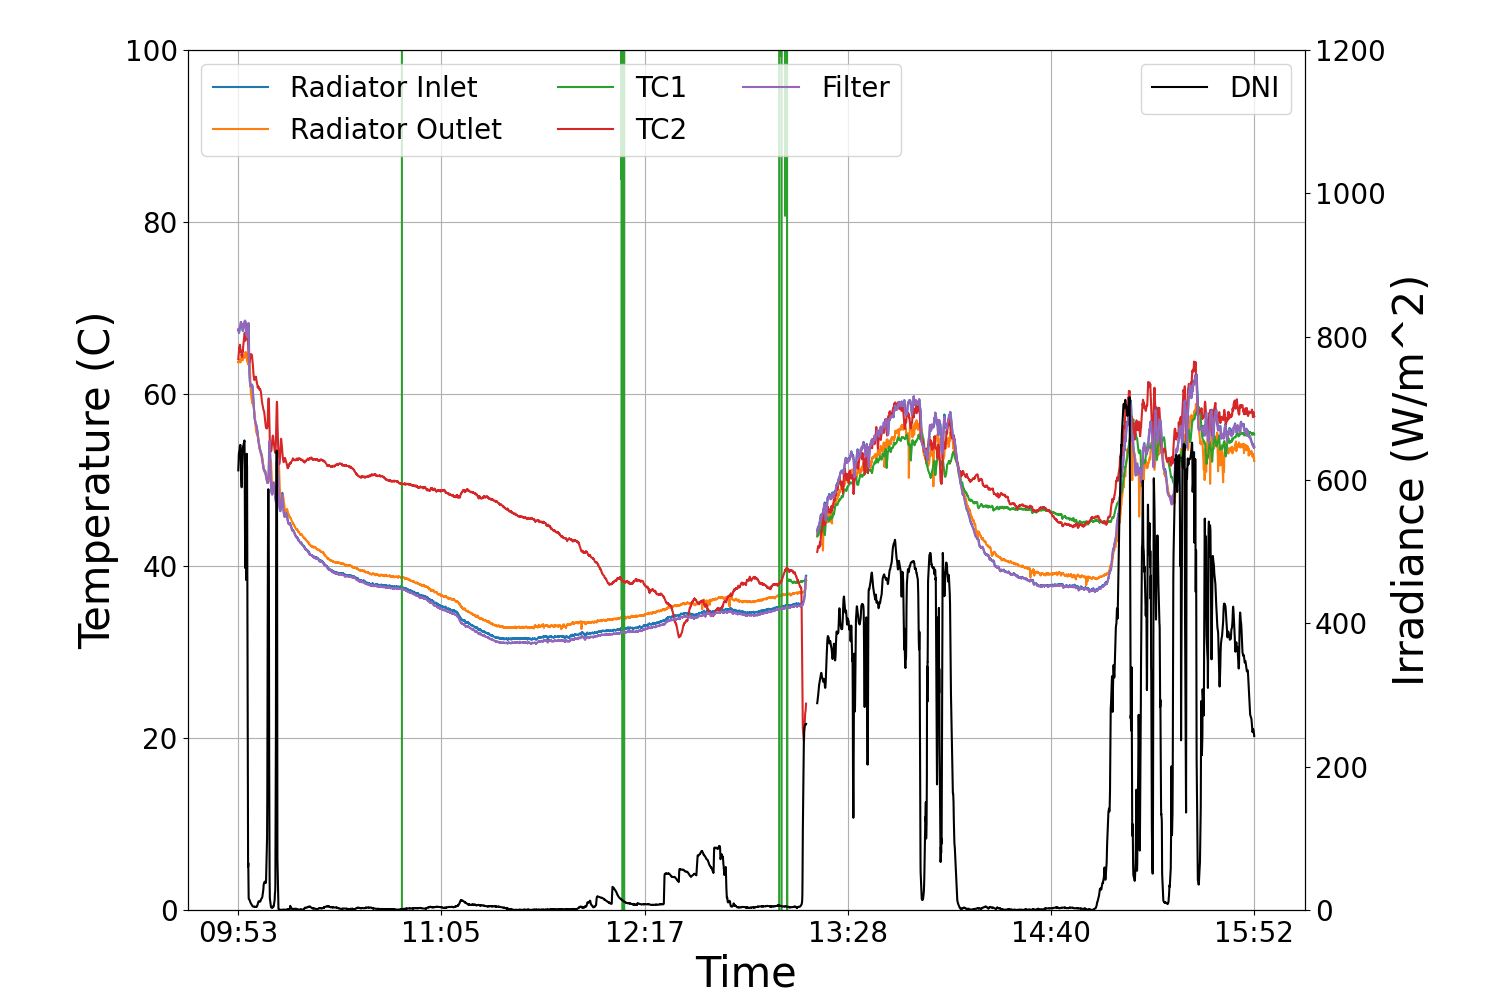 100
80
60
40
20
0
Temperature (C)
Radiator Inlet
Radiator Outlet
TC1
TC2
Filter
DNI
1200
1000
800
600
400
200
0
Irradiance (W/m^2)
09:53 11:05 12:17 13:28 14:40 15:52
Time